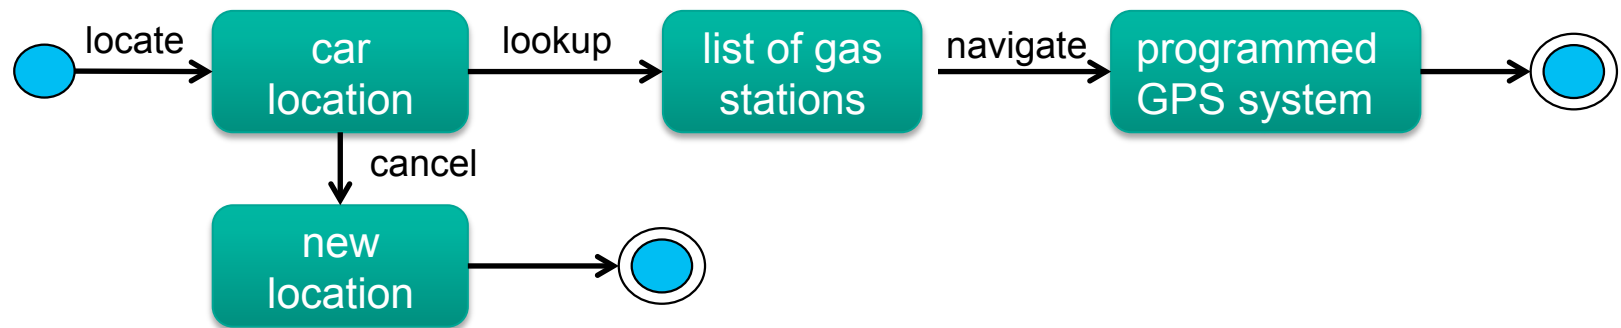 locate
car
location
lookup
list of gas
stations
navigate
programmed
GPS system
cancel
new
location